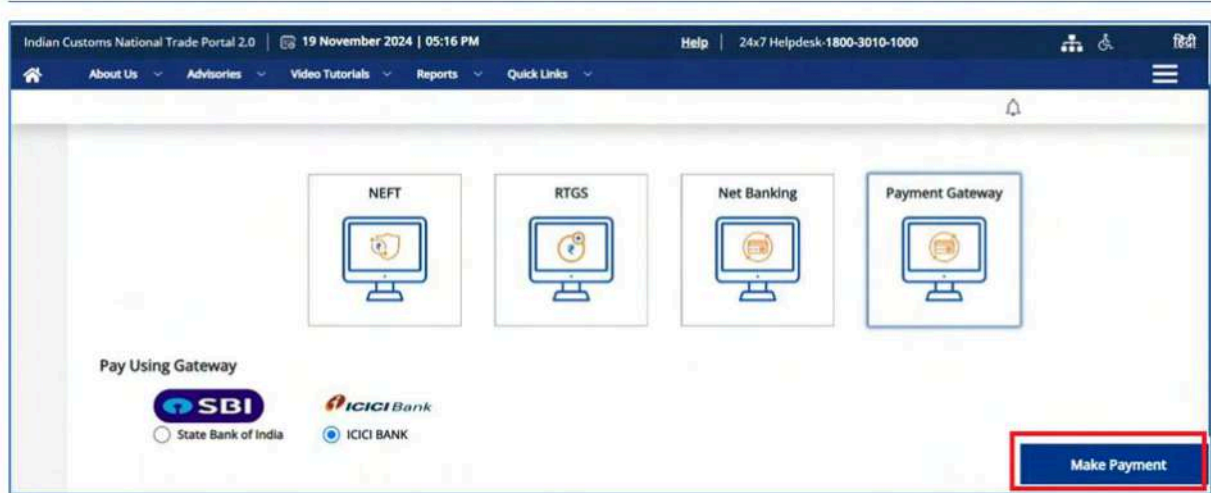 Indian Customs National Trade Portal 2.0 | 19 November 2024 | 05:16 PM Help | 24x7 Helpdesk-1800-3010-1000 हिंदी
About Us Advisories Video Tutorials Reports Quick Links
NEFT RTGS Net Banking Payment Gateway
Pay Using Gateway
SBI ICICI Bank
State Bank of India ICICI BANK
Make Payment